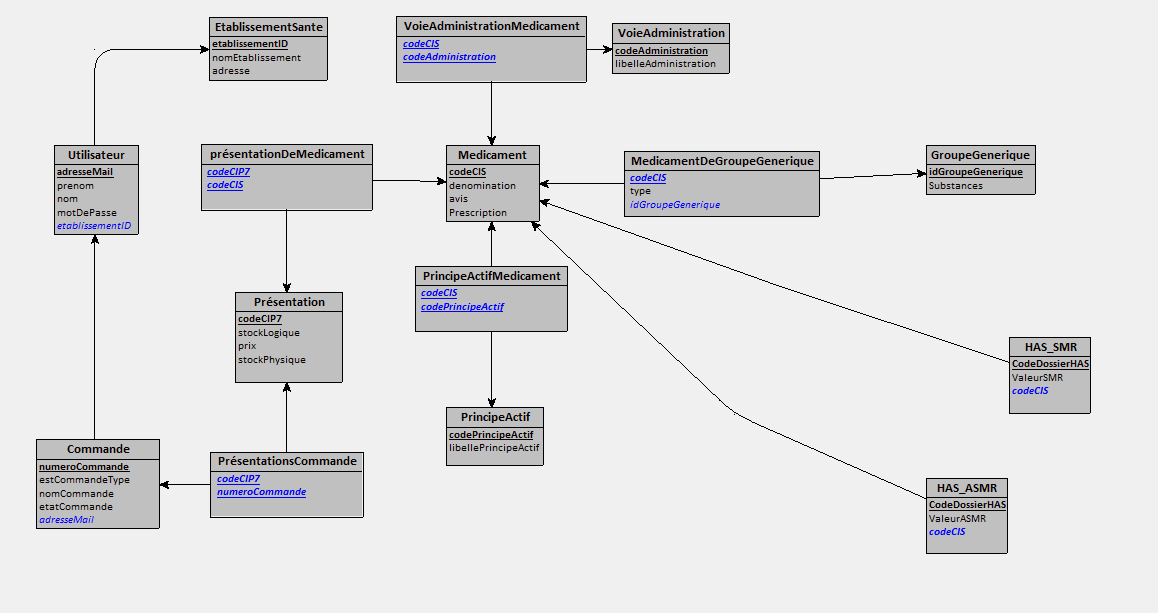 EtablissementSante
etablissementID
nomEtablissement
adresse
VoieAdministrationMedicament
codeCIS
codeAdministration
VoieAdministration
codeAdministration
libelleAdministration
Utilisateur
adresseMail
prenom
nom
motDePasse
etablissementID
présentationDeMedicament
codeCIP7
codeCIS
Medicament
codeCIS
denomination
avis
Prescription
MedicamentDeGroupeGenerique
codeCIS
type
idGroupeGenerique
GroupeGenerique
idGroupeGenerique
Substances
Présentation
codeCIP7
stockLogique
prix
stockPhysique
PrincipeActifMedicament
codeCIS
codePrincipeActif
HAS_SMR
CodeDossierHAS
ValeurSMR
codeCIS
PrincipeActif
codePrincipeActif
libellePrincipeActif
Commande
numeroCommande
estCommandeType
nomCommande
etatCommande
adresseMail
PrésentationsCommande
codeCIP7
numeroCommande
HAS_ASMR
CodeDossierHAS
ValeurASMR
codeCIS